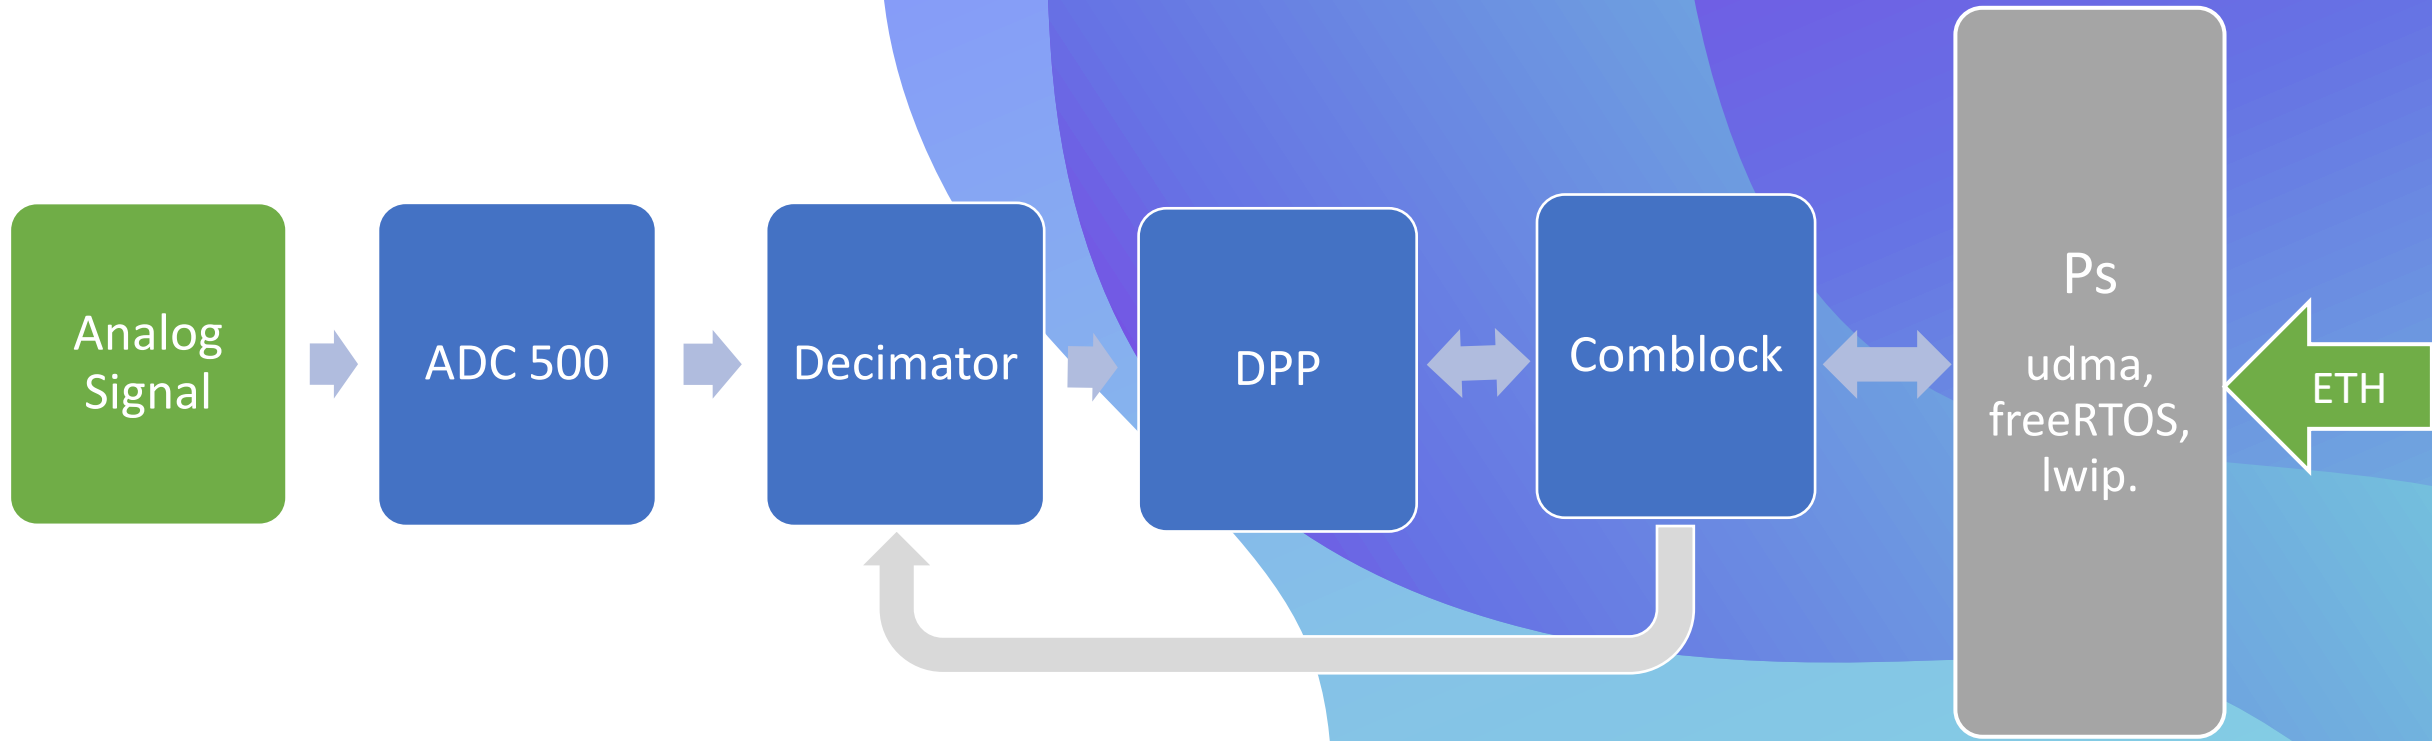 Analog
Signal
ADC 500
Decimator
DPP
Comblock
Ps
udma,
freeRTOS,
lwip.
ETH